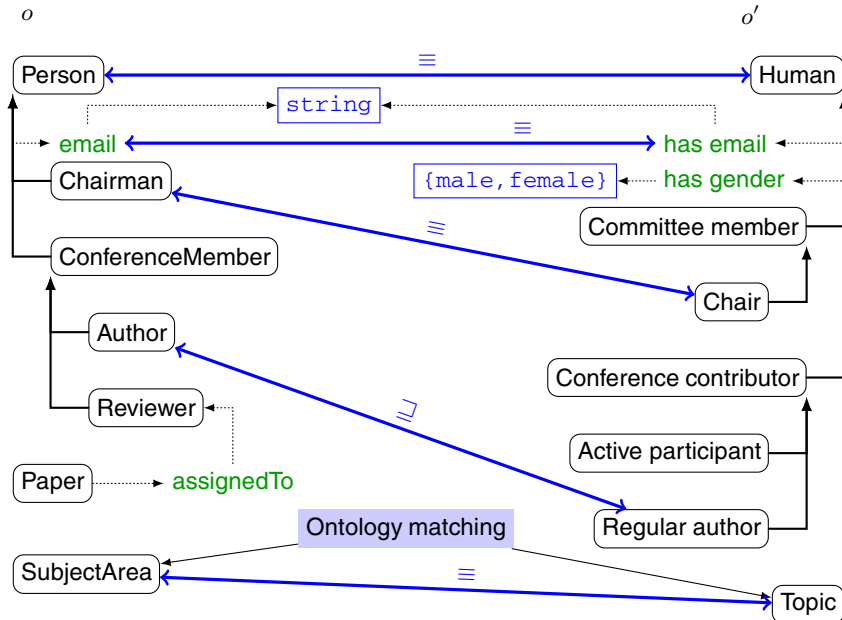 o o′
≡
Person Human
string
≡
email has email
Chairman {male,female} has gender
≡ Committee member
ConferenceMember
Chair
Author
Conference contributor
Reviewer ⊒
Active participant
Paper assignedTo
Ontology matching Regular author
SubjectArea ≡
Topic